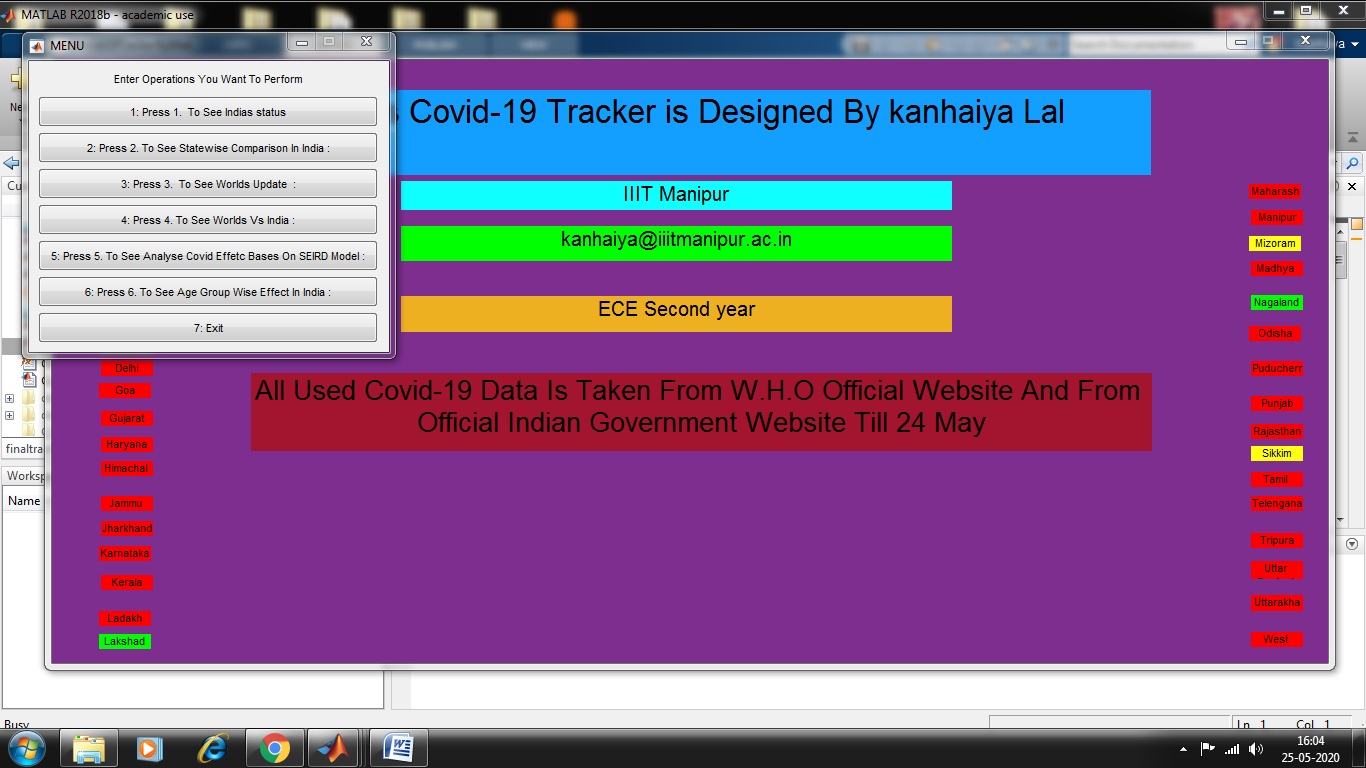 MATLAB R2018b - academic use
MENU
Enter Operations You Want To Perform
1: Press 1. To See Indias status
2: Press 2. To See Statewise Comparison In India :
3: Press 3. To See Worlds Update :
4: Press 4. To See Worlds Vs India :
5: Press 5. To See Analyse Covid Effetc Bases On SEIRD Model :
6: Press 6. To See Age Group Wise Effect In India :
7: Exit
Covid-19 Tracker is Designed By kanhaiya Lal
IIIT Manipur
kanhaiya@iiitmanipur.ac.in
ECE Second year
All Used Covid-19 Data Is Taken From W.H.O Official Website And From
Official Indian Government Website Till 24 May
Delhi
Goa
Gujarat
Haryana
Himachal
Jammu
Jharkhand
Karnataka
Kerala
Ladakh
Lakshad
Maharash
Manipur
Mizoram
Madhya
Nagaland
Odisha
Puducherr
Punjab
Rajasthan
Sikkim
Tamil
Telengana
Tripura
Uttar
Uttarakha
West
Ne
Cu
finaltra
Worksp
Name
Busy
Ln 1 Col 1
16:04
25-05-2020